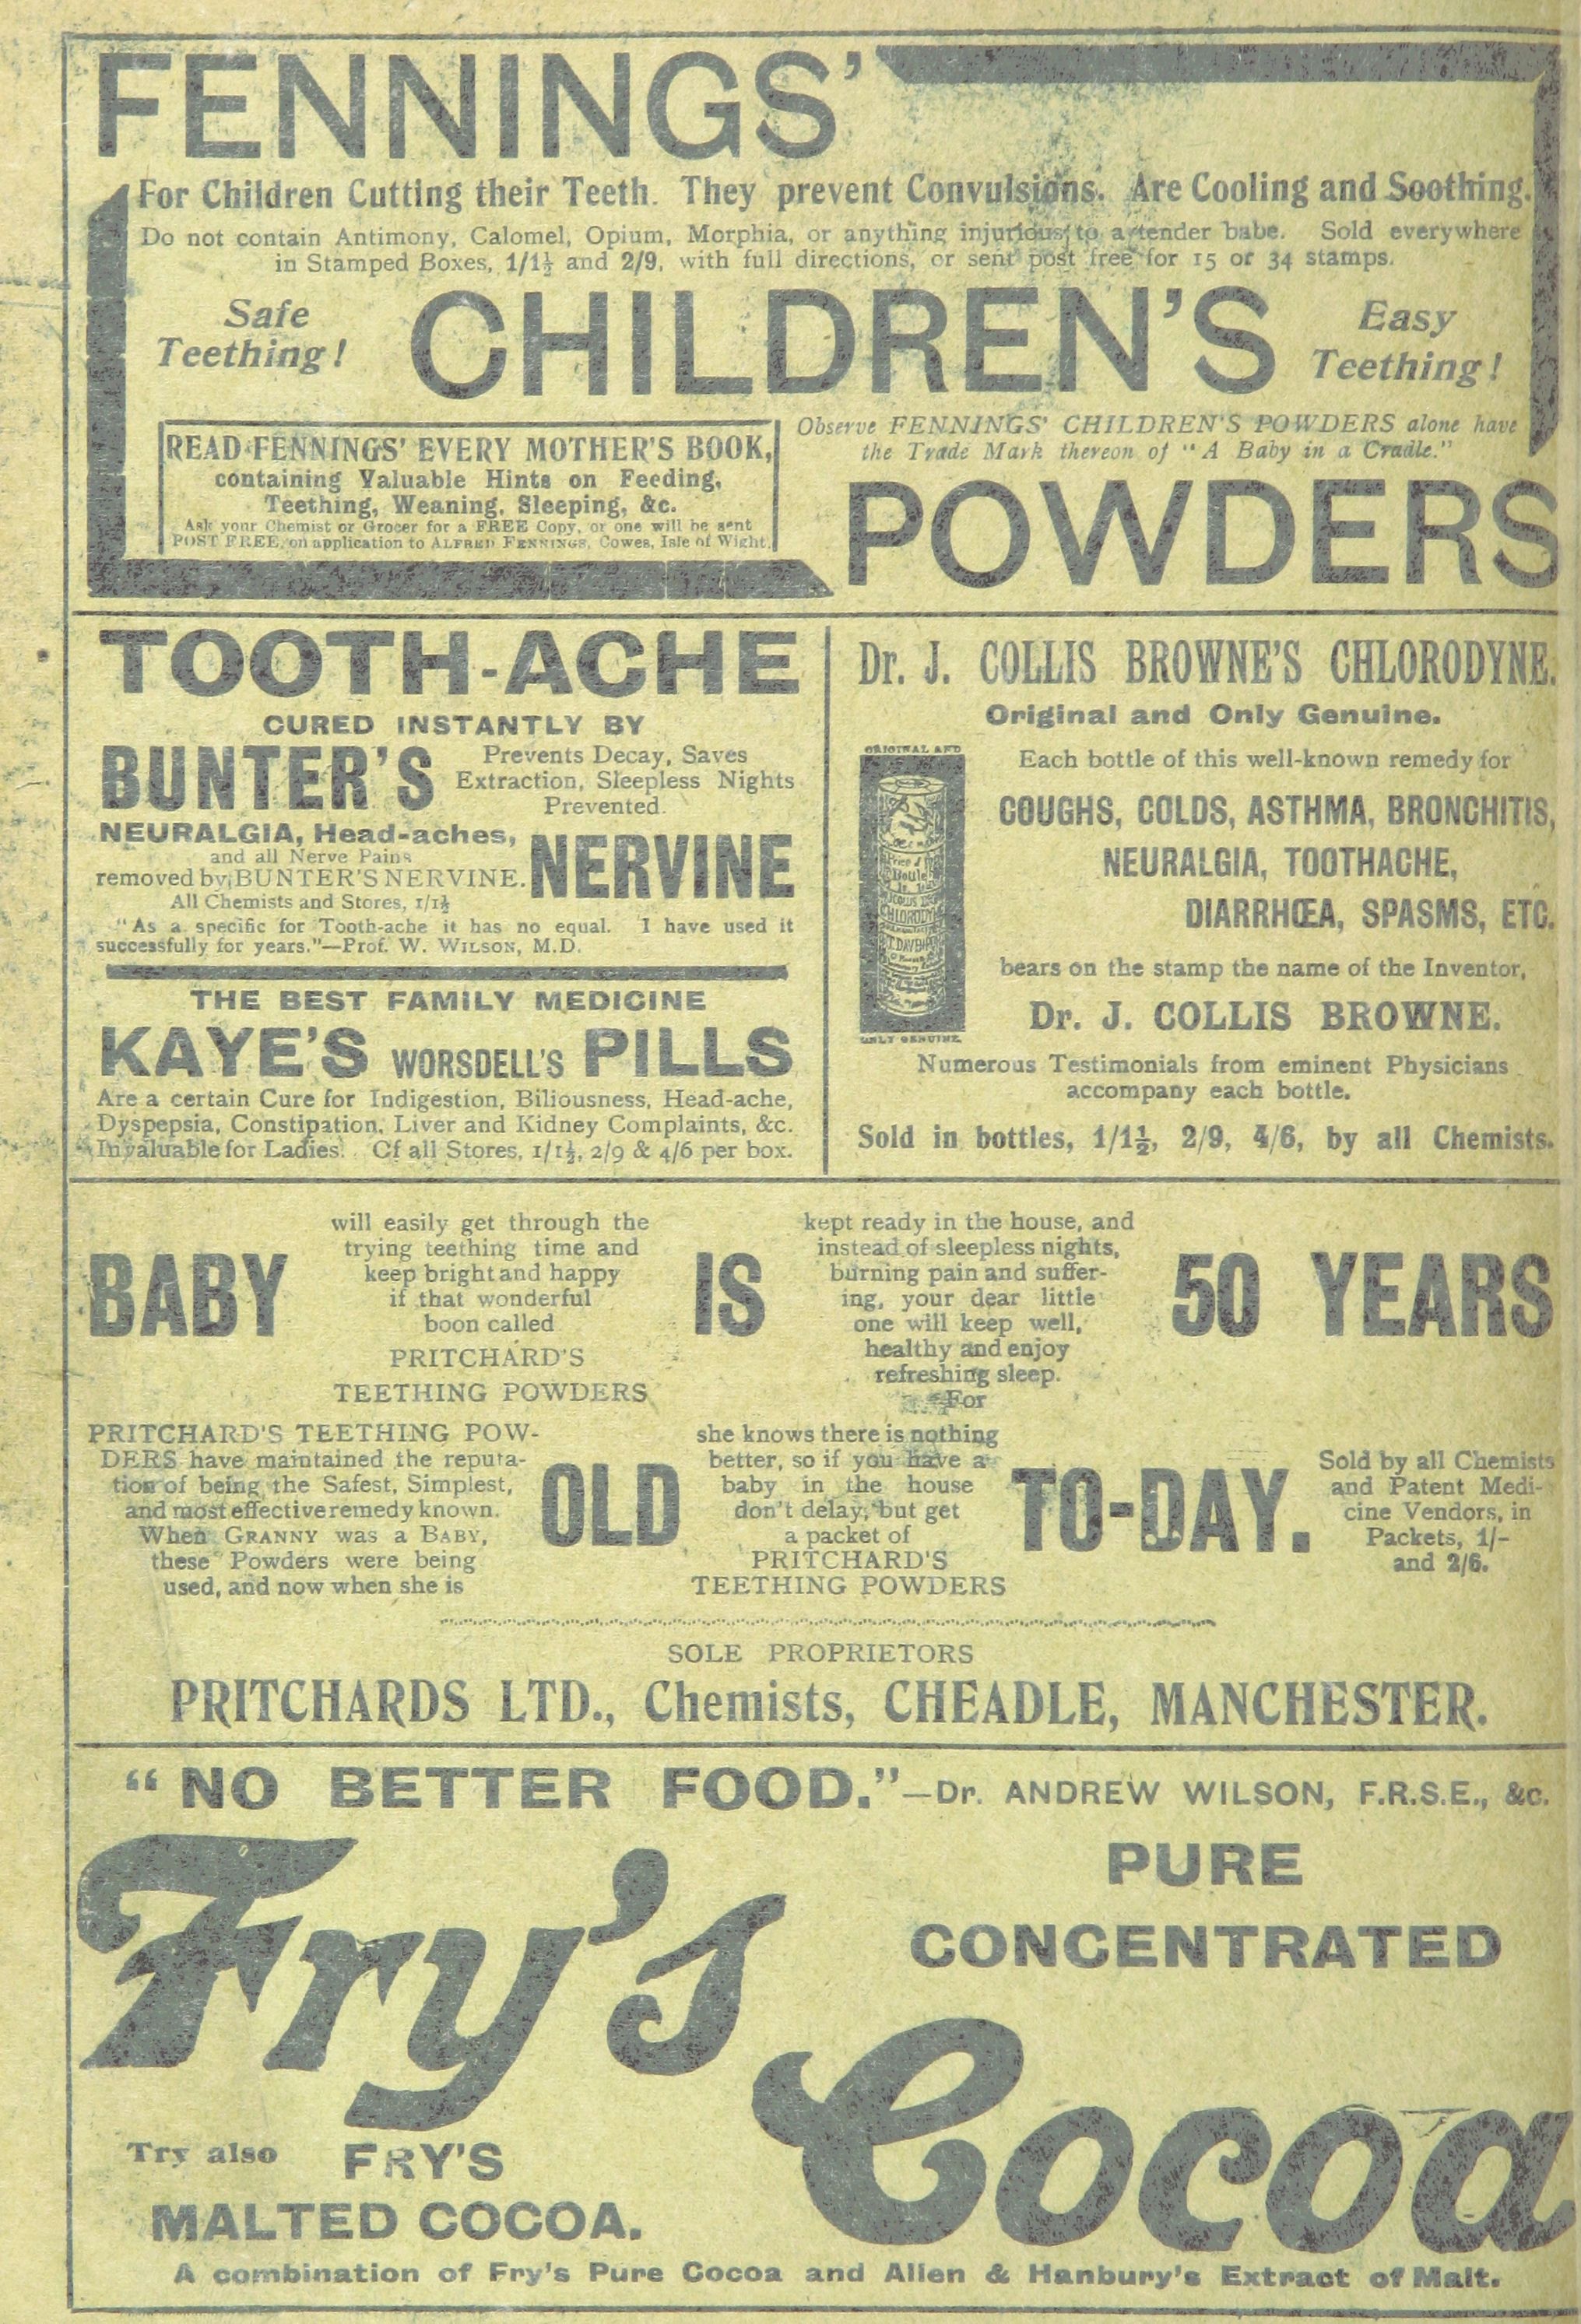 FENNINGS'
For Children Cutting their Teeth. They prevent Convulsions. Are Cooling and Soothing.
Do not contain Antimony, Calomel, Opium, Morphia, or anything injurious to a tender babe. Sold everywhere
in Stamped Boxes, 1/1½ and 2/9, with full directions, or sent post free for 15 or 34 stamps.
Safe
Teething!
CHILDREN'S
Easy
Teething!
READ FENNINGS' EVERY MOTHER'S BOOK,
containing Valuable Hints on Feeding,
Teething, Weaning, Sleeping, &c.
Ask your Chemist or Grocer for a FREE Copy, or one will be sent
POST FREE, on application to ALFRED FENNINGS, Cowes, Isle of Wight.
Observe FENNINGS' CHILDREN'S POWDERS alone have
the Trade Mark thereon of "A Baby in a Cradle."
POWDERS
TOOTH-ACHE
CURED INSTANTLY BY
BUNTER'S
Prevents Decay, Saves
Extraction, Sleepless Nights
Prevented.
NEURALGIA, Head-aches,
and all Nerve Pains
removed by BUNTER'S NERVINE.
All Chemists and Stores, 1/1½
NERVINE
"As a specific for Tooth-ache it has no equal. I have used it
successfully for years."—Prof. W. WILSON, M.D.
THE BEST FAMILY MEDICINE
KAYE'S WORSDELL'S PILLS
Are a certain Cure for Indigestion, Biliousness, Head-ache,
Dyspepsia, Constipation, Liver and Kidney Complaints, &c.
Invaluable for Ladies. Of all Stores, 1/1½, 2/9 & 4/6 per box.
Dr. J. COLLIS BROWNE'S CHLORODYNE.
Original and Only Genuine.
ORIGINAL AND
CHLORODYNE
ONLY GENUINE
Each bottle of this well-known remedy for
COUGHS, COLDS, ASTHMA, BRONCHITIS,
NEURALGIA, TOOTHACHE,
DIARRHŒA, SPASMS, ETC.
bears on the stamp the name of the Inventor,
Dr. J. COLLIS BROWNE.
Numerous Testimonials from eminent Physicians
accompany each bottle.
Sold in bottles, 1/1½, 2/9, 4/6, by all Chemists.
BABY
will easily get through the
trying teething time and
keep bright and happy
if that wonderful
boon called
PRITCHARD'S
TEETHING POWDERS
IS
kept ready in the house, and
instead of sleepless nights,
burning pain and suffer-
ing, your dear little
one will keep well,
healthy and enjoy
refreshing sleep.
For
50 YEARS
PRITCHARD'S TEETHING POW-
DERS have maintained the reputa-
tion of being the Safest, Simplest,
and most effective remedy known.
When GRANNY was a BABY,
these Powders were being
used, and now when she is
OLD
she knows there is nothing
better, so if you have a
baby in the house
don't delay, but get
a packet of
PRITCHARD'S
TEETHING POWDERS
TO-DAY.
Sold by all Chemists
and Patent Medi-
cine Vendors, in
Packets, 1/-
and 2/6.
SOLE PROPRIETORS
PRITCHARDS LTD., Chemists, CHEADLE, MANCHESTER.
"NO BETTER FOOD."—Dr. ANDREW WILSON, F.R.S.E., &c.
Fry's
PURE
CONCENTRATED
Cocoa
Try also FRY'S
MALTED COCOA.
A combination of Fry's Pure Cocoa and Allen & Hanbury's Extract of Malt.